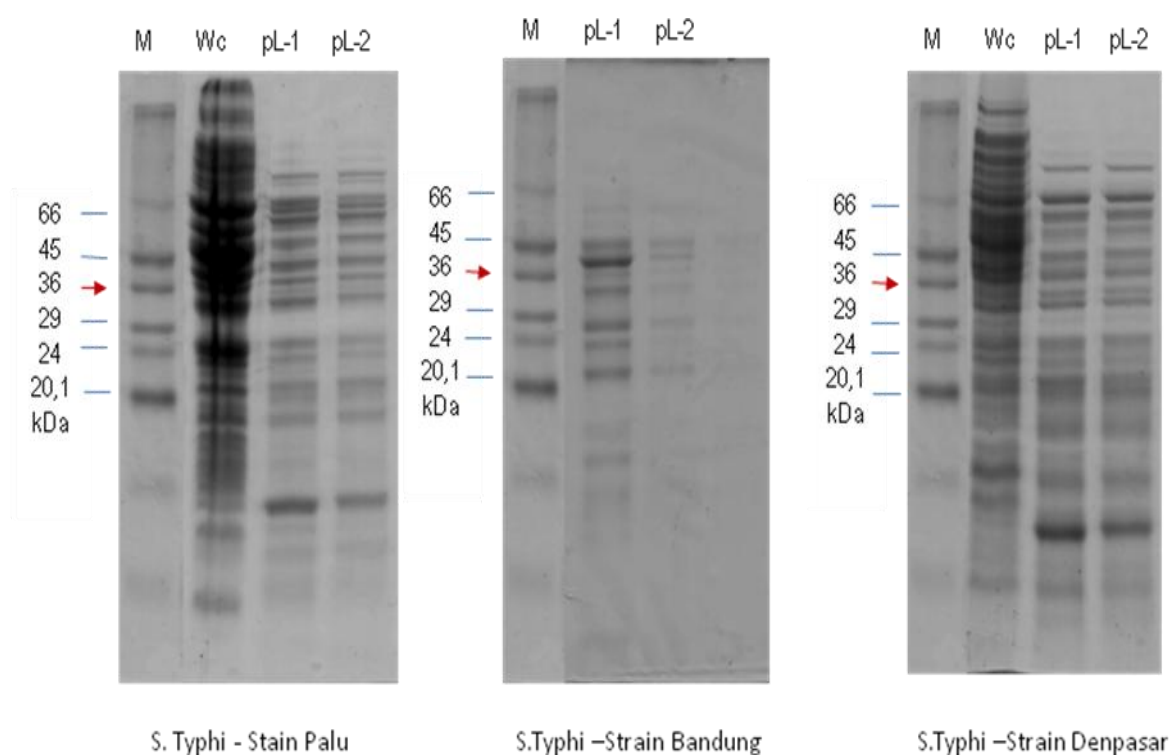 M Wc pL-1 pL-2
66
45
36
29
24
20,1
kDa
S. Typhi - Stain Palu
M pL-1 pL-2
66
45
36
29
24
20,1
kDa
S.Typhi –Strain Bandung
M Wc pL-1 pL-2
66
45
36
29
24
20,1
kDa
S.Typhi –Strain Denpasar